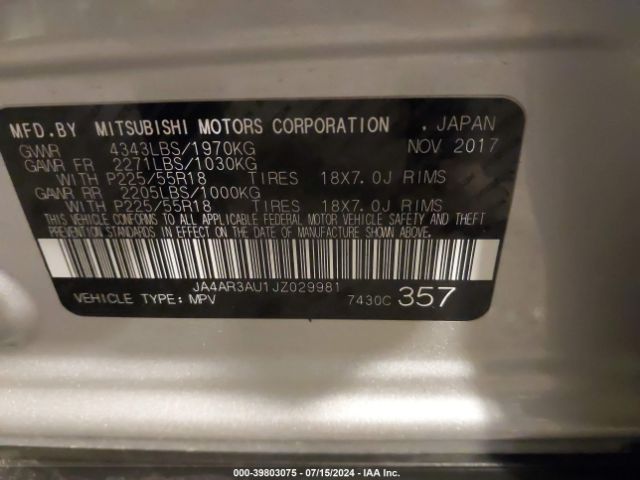 MFD.BY MITSUBISHI MOTORS CORPORATION . JAPAN
GVWR 4343LBS/1970KG NOV 2017
GAWR FR 2271LBS/1030KG
WITH P225/55R18 TIRES 18X7.0J RIMS
GAWR RR 2205LBS/1000KG
WITH P225/55R18 TIRES 18X7.0J RIMS
THIS VEHICLE CONFORMS TO ALL APPLICABLE FEDERAL MOTOR VEHICLE SAFETY AND THEFT
PREVENTION STANDARDS IN EFFECT ON THE DATE OF MANUFACTURE SHOWN ABOVE.
JA4AR3AU1JZ029981
VEHICLE TYPE: MPV 7430C 357
000-39803075 - 07/15/2024 - IAA Inc.